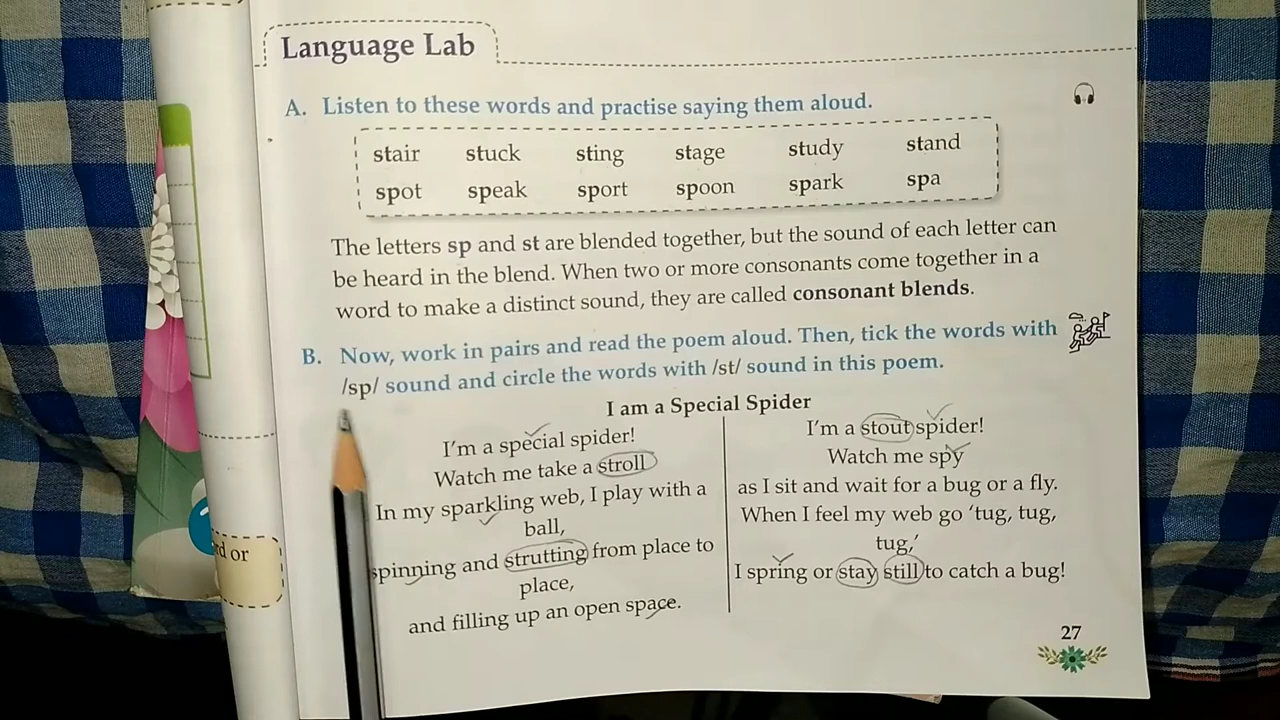 Language Lab
A. Listen to these words and practise saying them aloud.
stair stuck sting stage study stand
spot speak sport spoon spark spa
The letters sp and st are blended together, but the sound of each letter can
be heard in the blend. When two or more consonants come together in a
word to make a distinct sound, they are called consonant blends.
B. Now, work in pairs and read the poem aloud. Then, tick the words with
/sp/ sound and circle the words with /st/ sound in this poem.
I am a Special Spider
I'm a special spider!
Watch me take a stroll
In my sparkling web, I play with a
ball,
spinning and strutting from place to
place,
and filling up an open space.
I'm a stout spider!
Watch me spy
as I sit and wait for a bug or a fly.
When I feel my web go 'tug, tug,
tug,'
I spring or stay still to catch a bug!
27
or